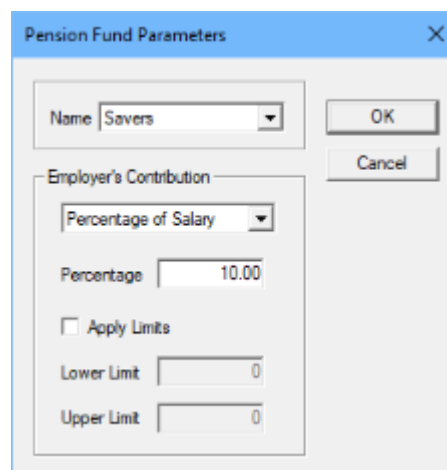 Pension Fund Parameters
Name Savers
OK
Cancel
Employer's Contribution
Percentage of Salary
Percentage 10.00
Apply Limits
Lower Limit 0
Upper Limit 0